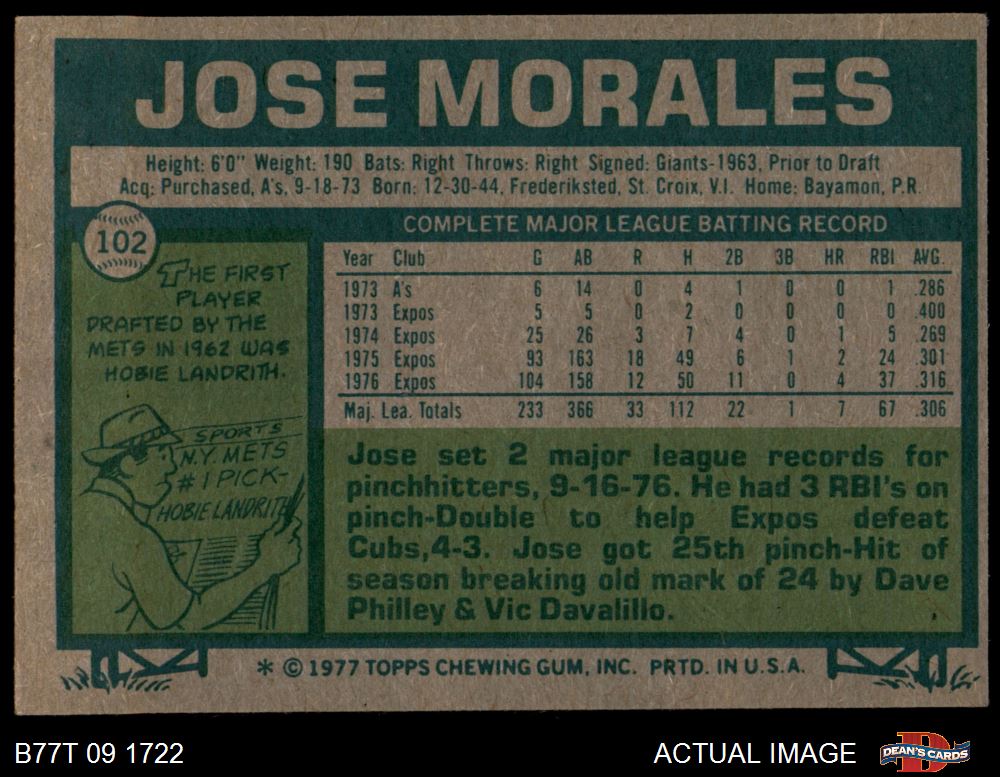 JOSE MORALES
Height: 6'0" Weight: 190 Bats: Right Throws: Right Signed: Giants-1963, Prior to Draft
Acq: Purchased, A's, 9-18-73 Born: 12-30-44, Frederiksted, St. Croix, V.I. Home: Bayamon, P.R.
102
THE FIRST
PLAYER
DRAFTED BY THE
METS IN 1962 WAS
HOBIE LANDRITH.
SPORTS
N.Y. METS
#1 PICK-
HOBIE LANDRITH
COMPLETE MAJOR LEAGUE BATTING RECORD
Year Club G AB R H 2B 3B HR RBI AVG.
1973 A's 6 14 0 4 1 0 0 1 .286
1973 Expos 5 5 0 2 0 0 0 0 .400
1974 Expos 25 26 3 7 4 0 1 5 .269
1975 Expos 93 163 18 49 6 1 2 24 .301
1976 Expos 104 158 12 50 11 0 4 37 .316
Maj. Lea. Totals 233 366 33 112 22 1 7 67 .306
Jose set 2 major league records for
pinchhitters, 9-16-76. He had 3 RBI's on
pinch-Double to help Expos defeat
Cubs,4-3. Jose got 25th pinch-Hit of
season breaking old mark of 24 by Dave
Philley & Vic Davalillo.
* © 1977 TOPPS CHEWING GUM, INC. PRTD. IN U.S.A.
B77T 09 1722
ACTUAL IMAGE
D
DEAN'S CARDS